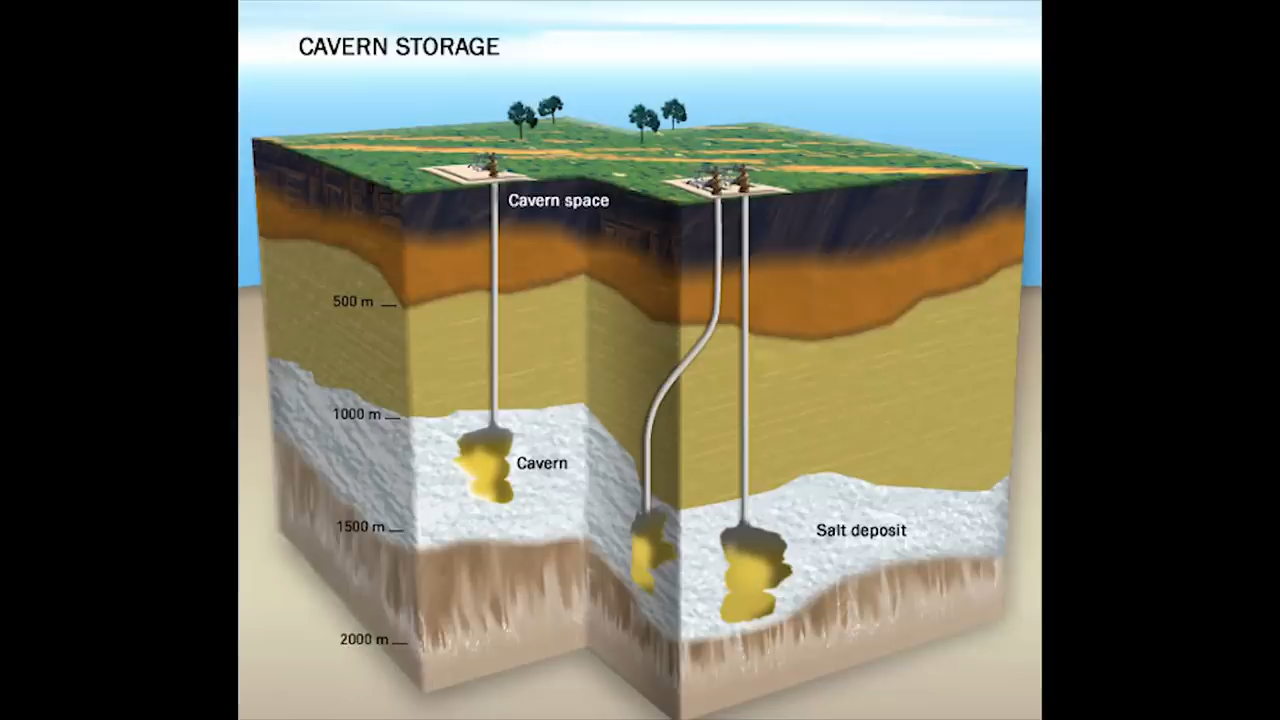 CAVERN STORAGE
Cavern space
500 m
1000 m
Cavern
1500 m
Salt deposit
2000 m